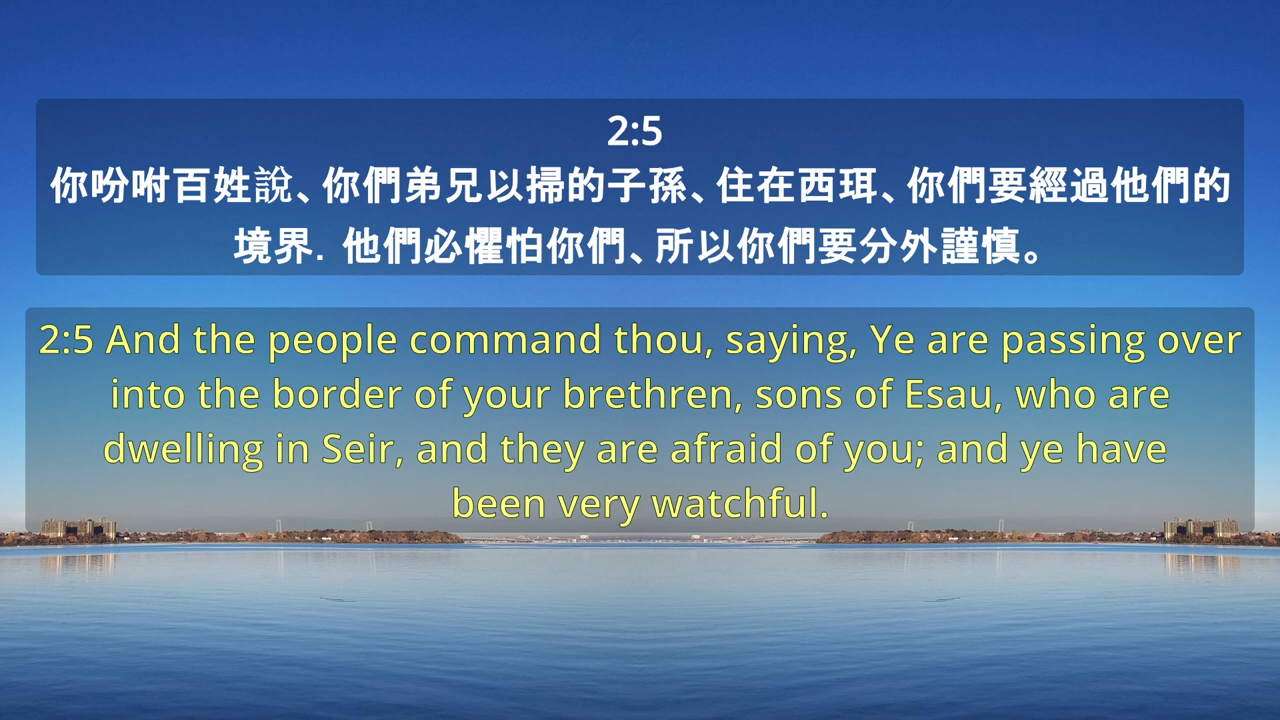 2:5
你吩咐百姓說、你們弟兄以掃的子孫、住在西珥、你們要經過他們的
境界．他們必懼怕你們、所以你們要分外謹慎。
2:5 And the people command thou, saying, Ye are passing over
into the border of your brethren, sons of Esau, who are
dwelling in Seir, and they are afraid of you; and ye have
been very watchful.